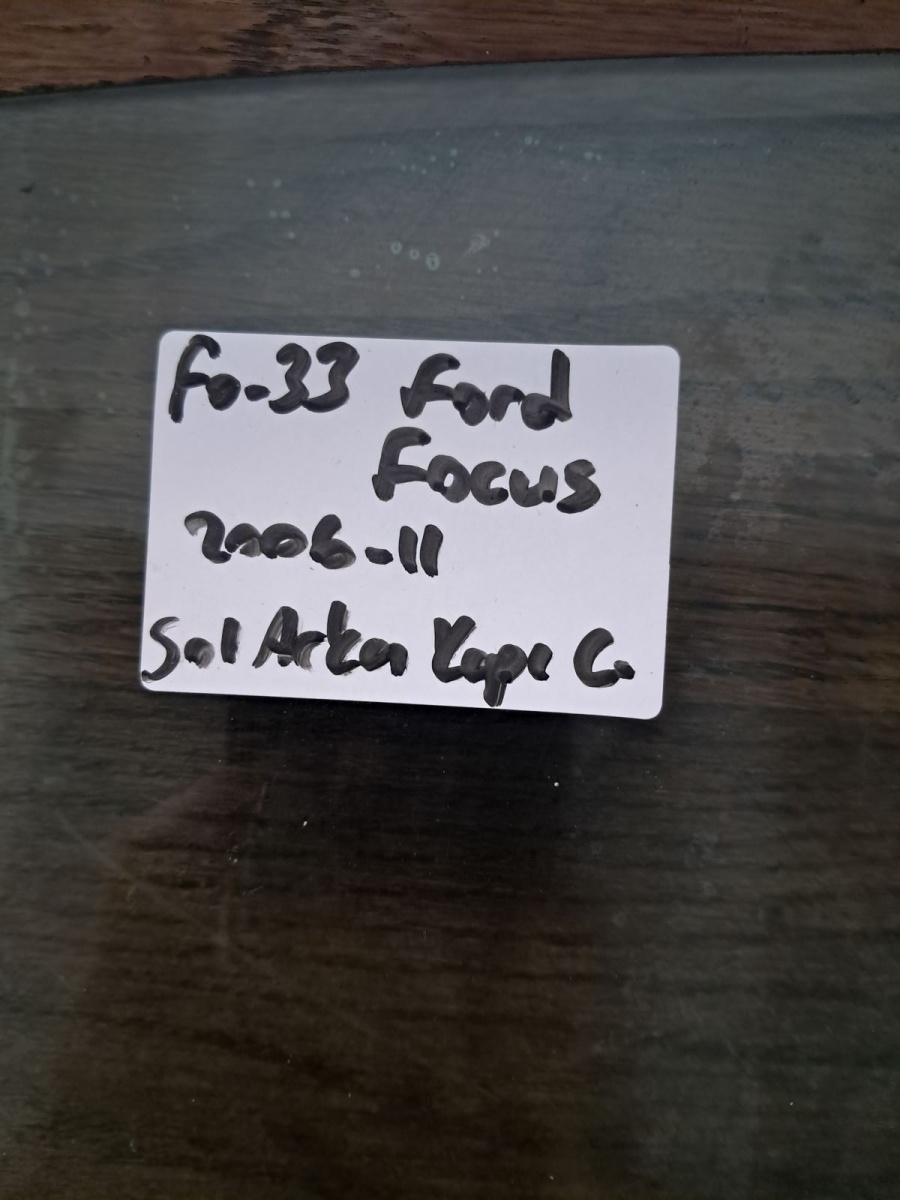 Fo-33 Ford
Focus
2006-11
Sol Arka Kapı C.